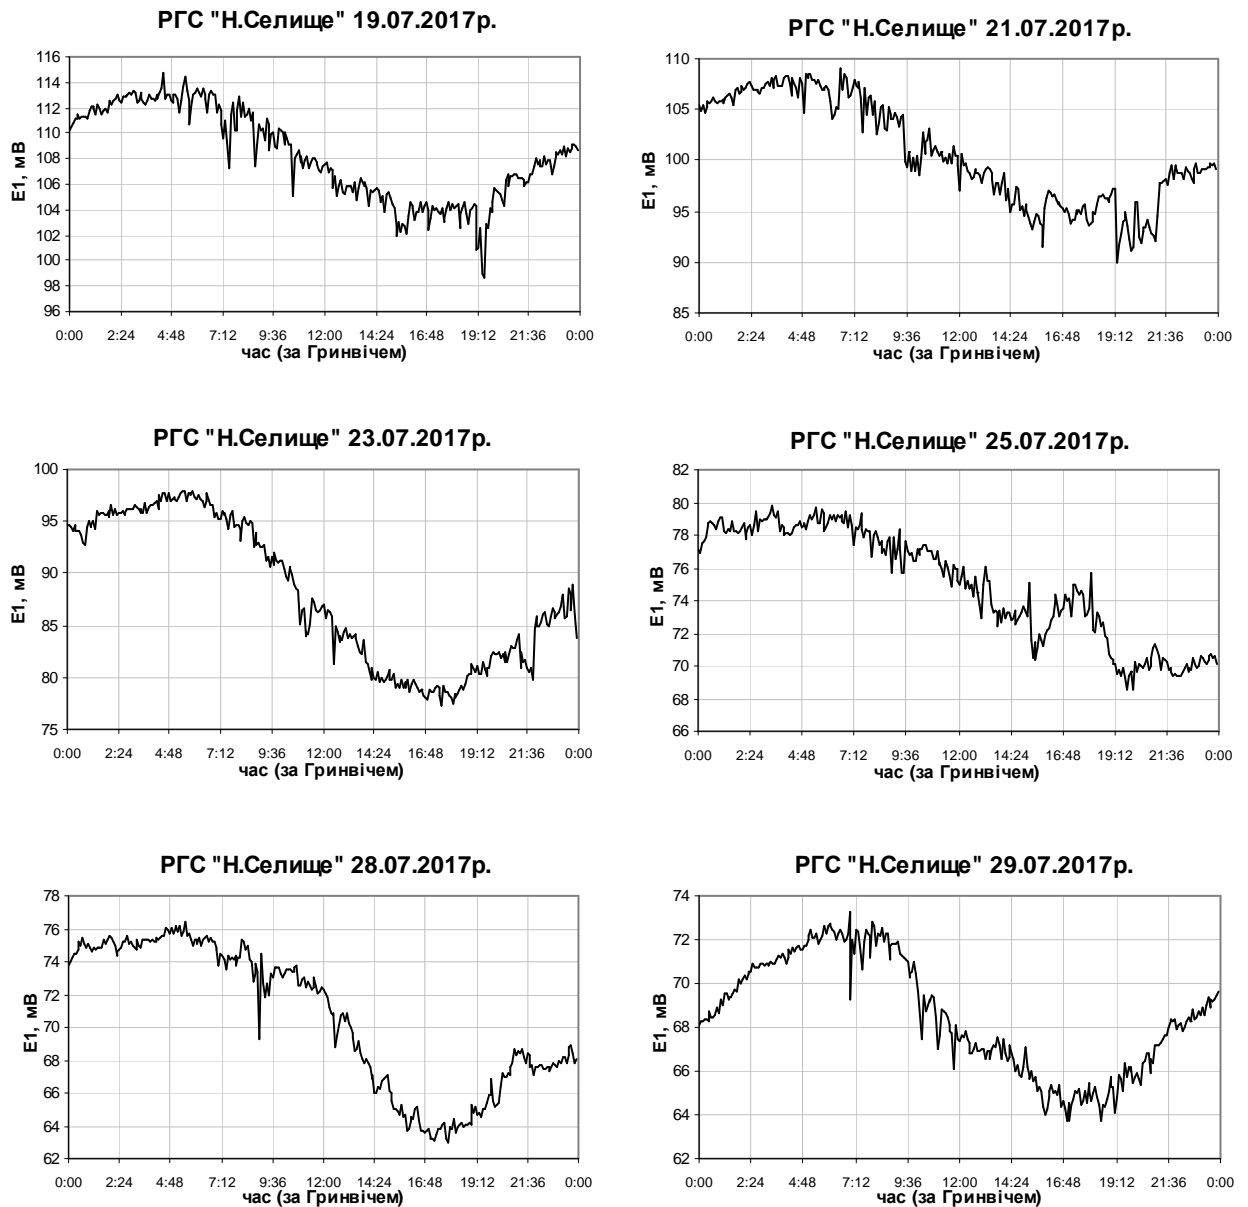 РГС "Н.Селище" 19.07.2017р.
116
114
112
110
108
106
104
102
100
98
96
E1, мВ
0:00 2:24 4:48 7:12 9:36 12:00 14:24 16:48 19:12 21:36 0:00
час (за Гринвічем)
РГС "Н.Селище" 21.07.2017р.
110
105
100
95
90
85
E1, мВ
0:00 2:24 4:48 7:12 9:36 12:00 14:24 16:48 19:12 21:36 0:00
час (за Гринвічем)
РГС "Н.Селище" 23.07.2017р.
100
95
90
85
80
75
E1, мВ
0:00 2:24 4:48 7:12 9:36 12:00 14:24 16:48 19:12 21:36 0:00
час (за Гринвічем)
РГС "Н.Селище" 25.07.2017р.
82
80
78
76
74
72
70
68
66
E1, мВ
0:00 2:24 4:48 7:12 9:36 12:00 14:24 16:48 19:12 21:36 0:00
час (за Гринвічем)
РГС "Н.Селище" 28.07.2017р.
78
76
74
72
70
68
66
64
62
E1, мВ
0:00 2:24 4:48 7:12 9:36 12:00 14:24 16:48 19:12 21:36 0:00
час (за Гринвічем)
РГС "Н.Селище" 29.07.2017р.
74
72
70
68
66
64
62
E1, мВ
0:00 2:24 4:48 7:12 9:36 12:00 14:24 16:48 19:12 21:36 0:00
час (за Гринвічем)